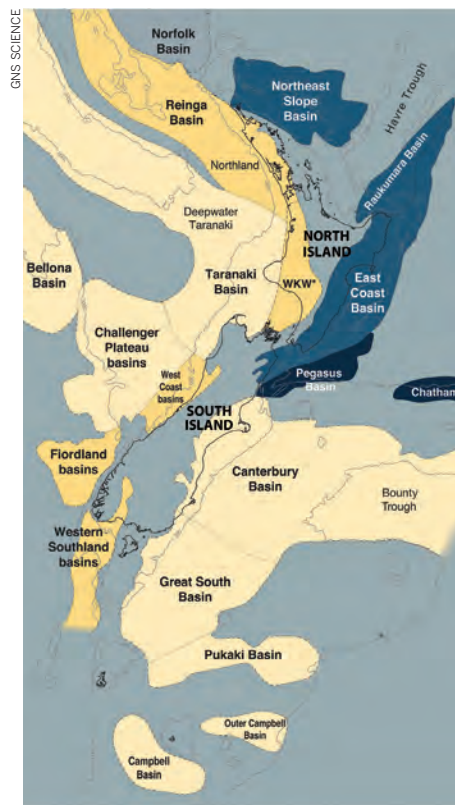 GNS SCIENCE
Norfolk
Basin
Reinga
Basin
Northeast
Slope
Basin
Havre Trough
Raukumara Basin
Northland
Deepwater
Taranaki
NORTH
ISLAND
Bellona
Basin
Taranaki
Basin
WKW*
East
Coast
Basin
Challenger
Plateau
basins
West
Coast
basins
Pegasus
Basin
Chatham
SOUTH
ISLAND
Fiordland
basins
Canterbury
Basin
Bounty
Trough
Western
Southland
basins
Great South
Basin
Pukaki Basin
Outer Campbell
Basin
Campbell
Basin